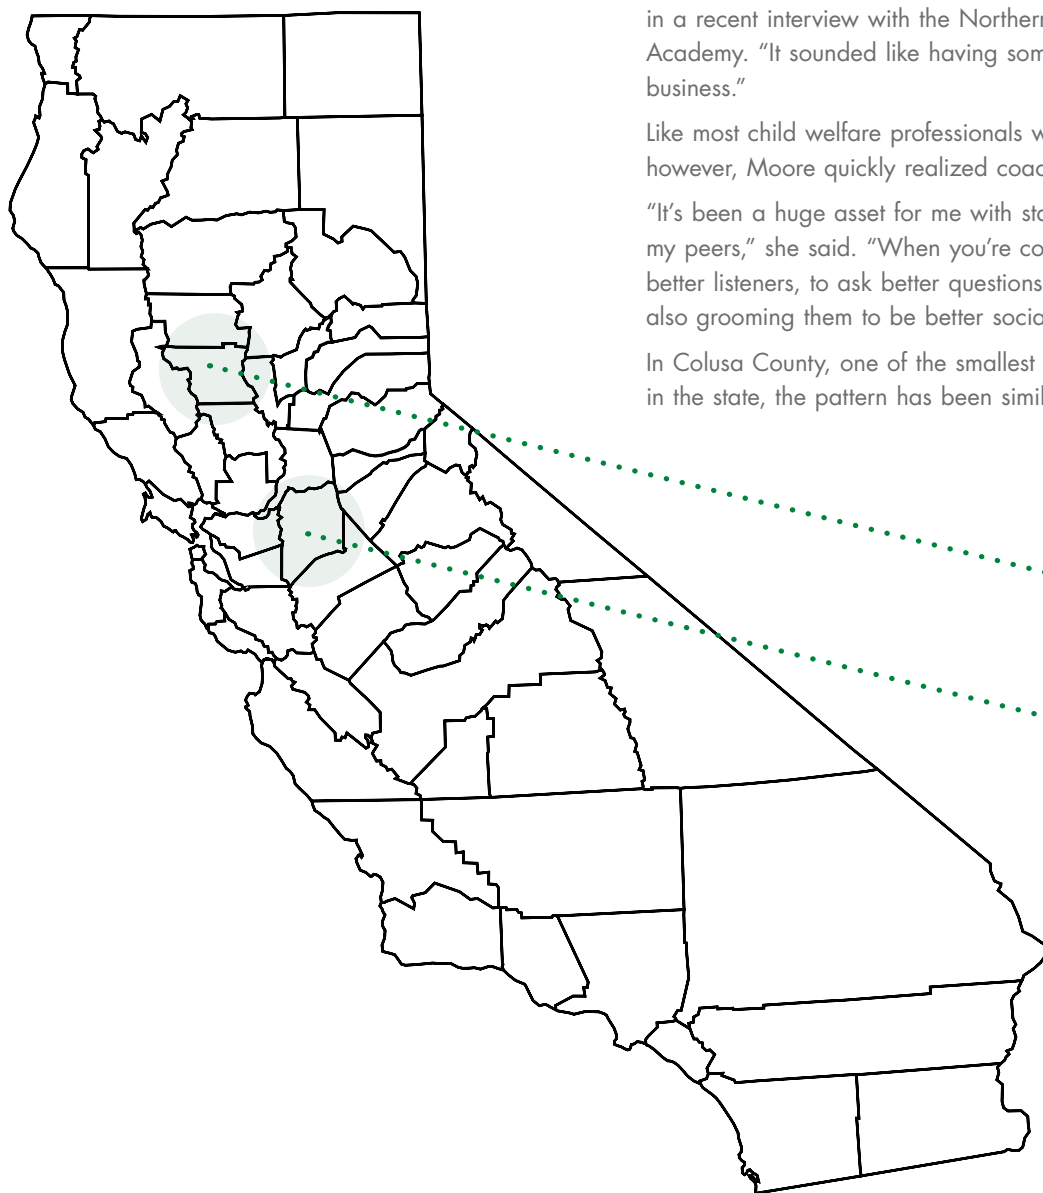 in a recent interview with the Northern
Academy. “It sounded like having som
business.”
Like most child welfare professionals w
however, Moore quickly realized coac
“It’s been a huge asset for me with sta
my peers,” she said. “When you’re co
better listeners, to ask better questions
also grooming them to be better socia
In Colusa County, one of the smallest
in the state, the pattern has been simil